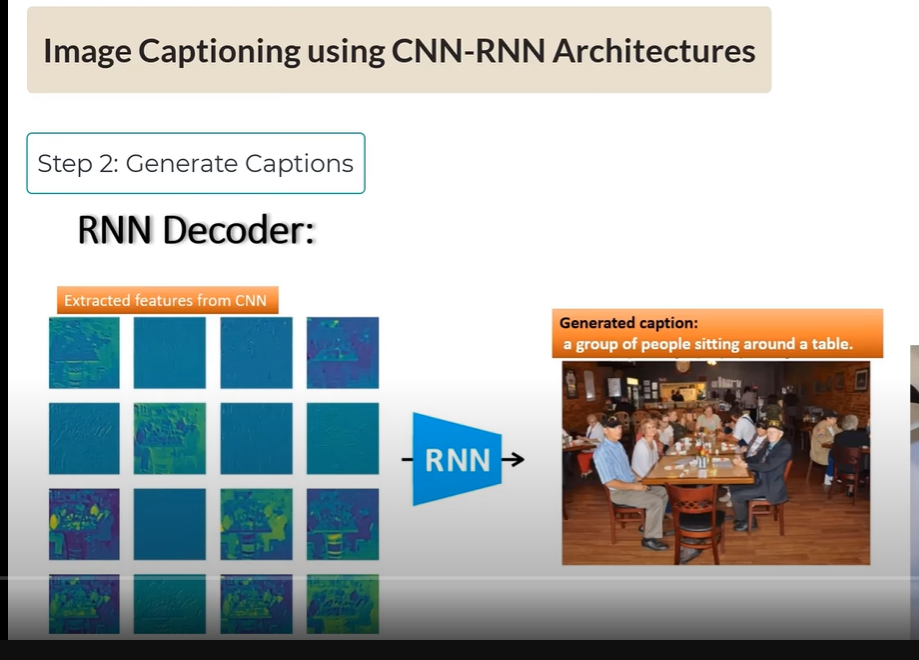 Image Captioning using CNN-RNN Architectures
Step 2: Generate Captions
RNN Decoder:
Extracted features from CNN
Generated caption:
a group of people sitting around a table.
RNN